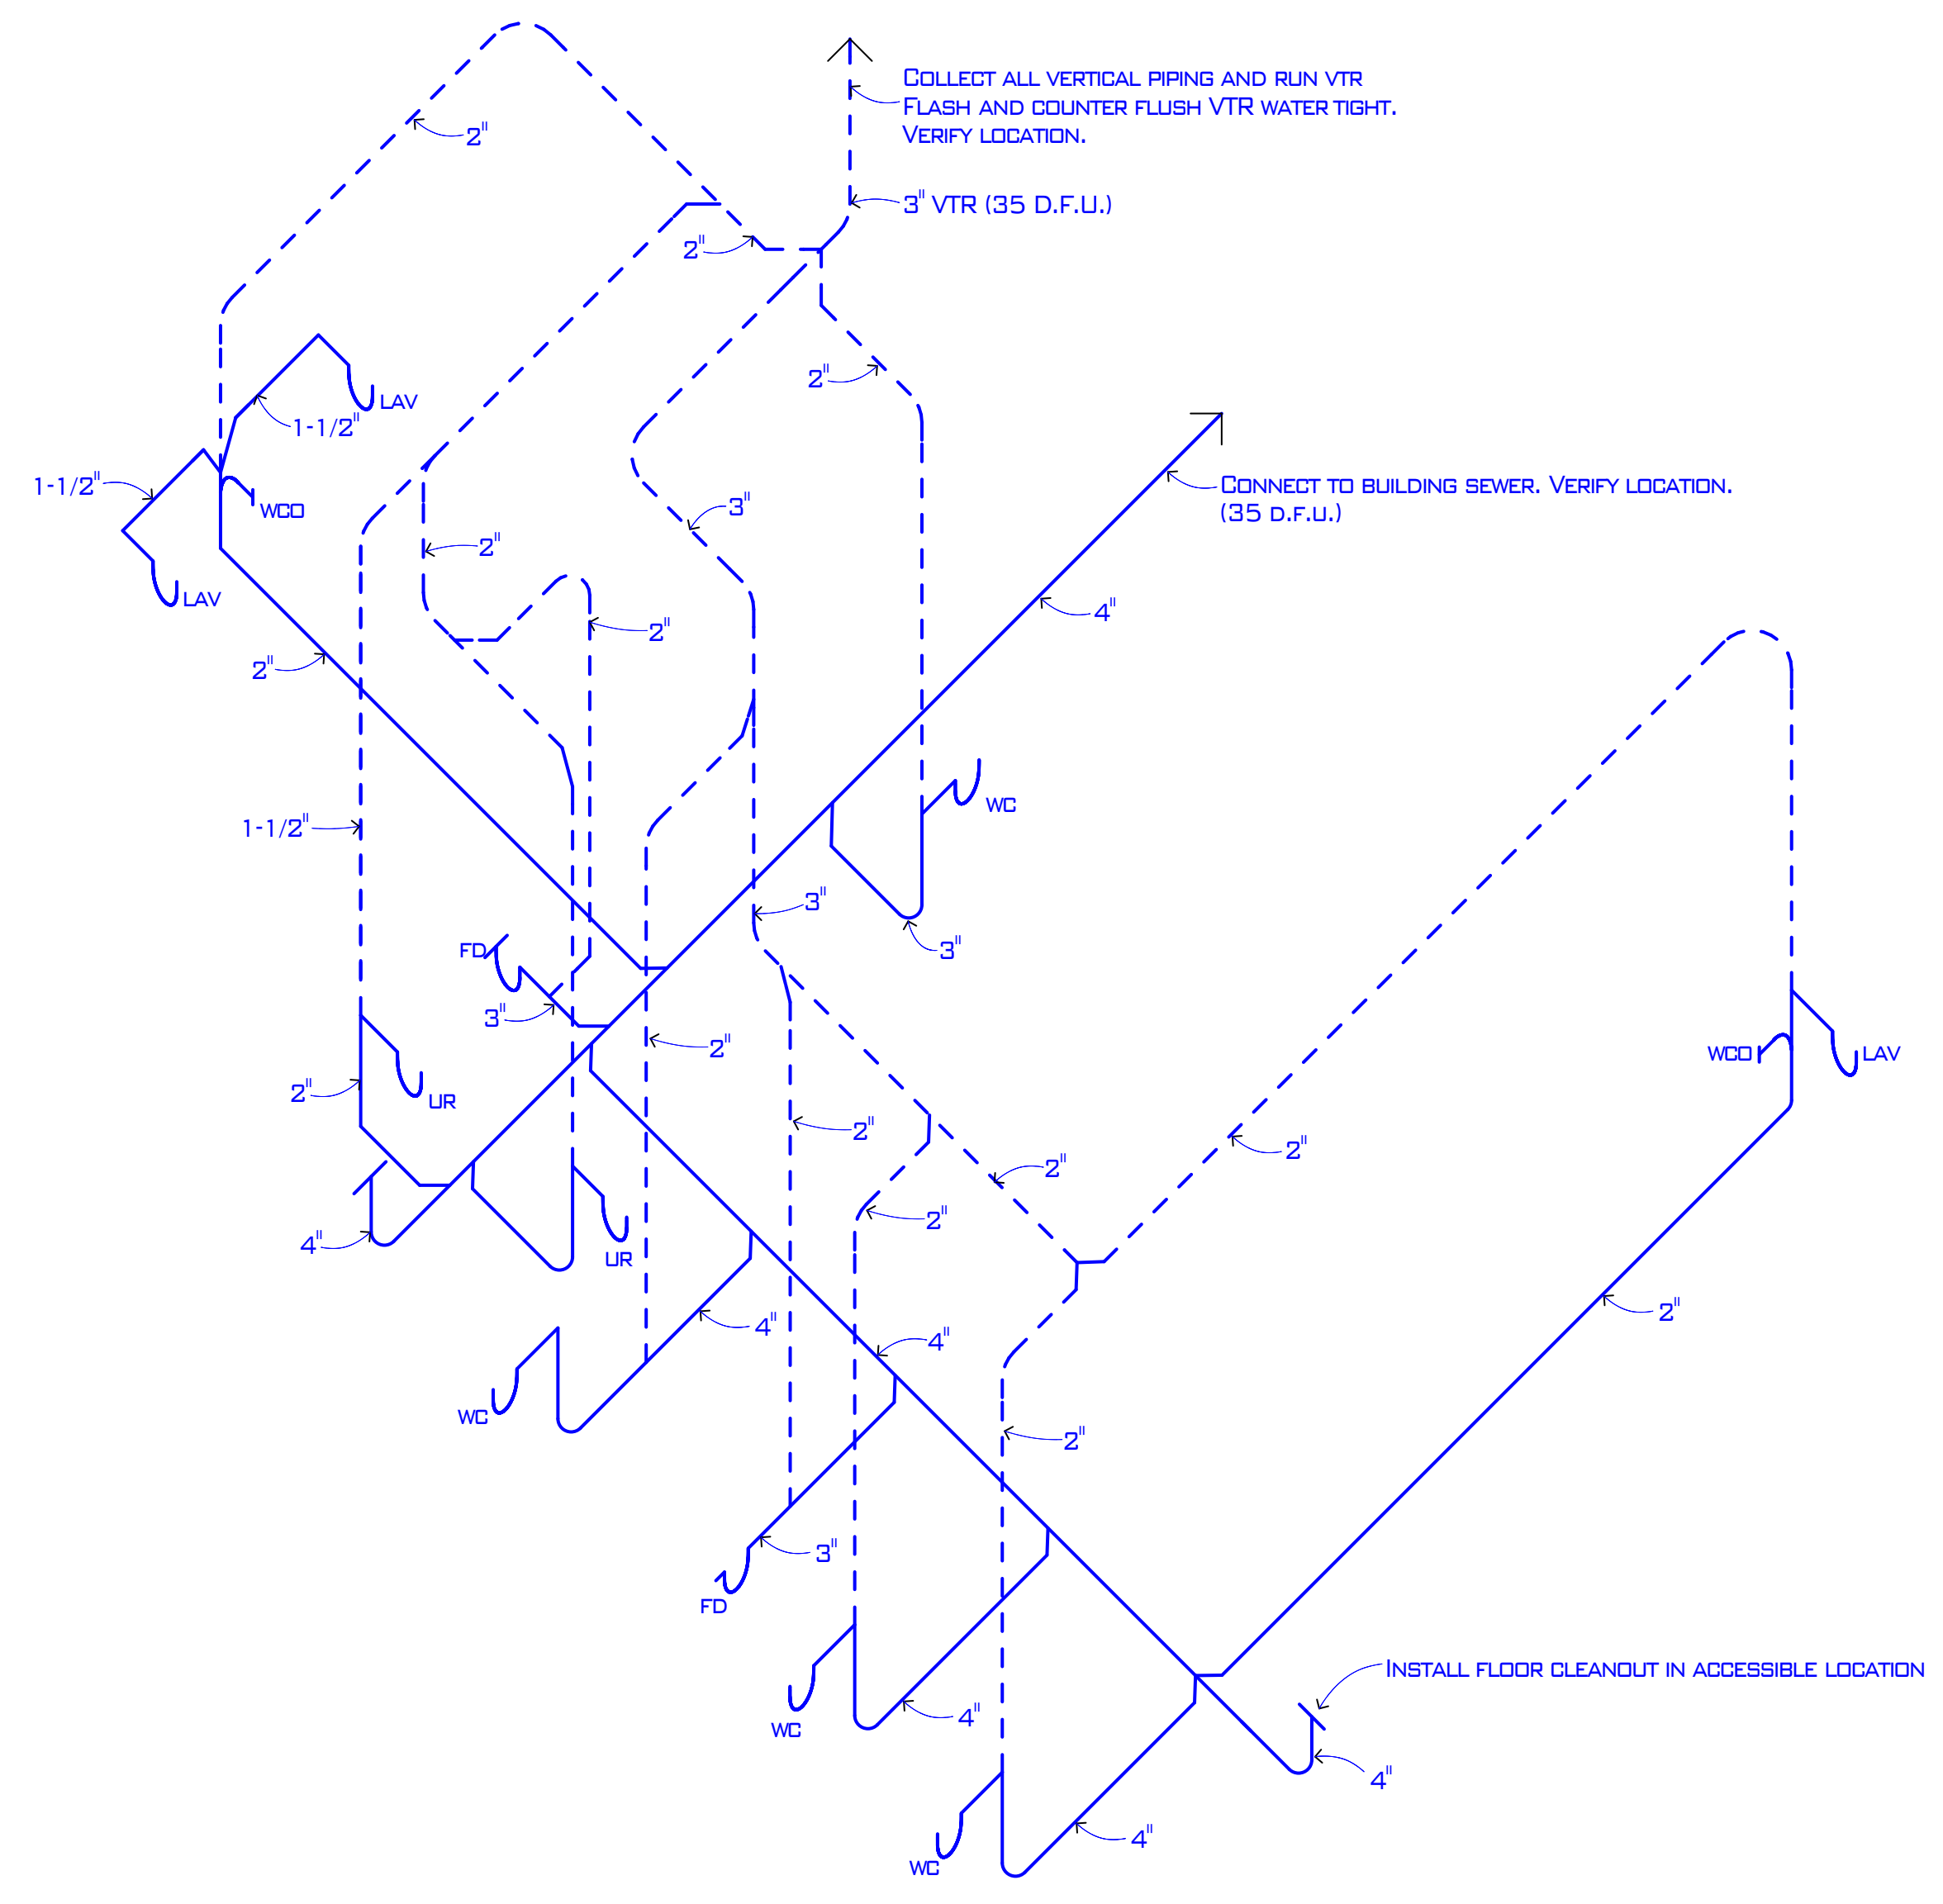 Collect all vertical piping and run vtr
Flash and counter flush VTR water tight.
Verify location.
2"
3" VTR (35 D.F.U.)
2"
2"
LAV
1-1/2"
1-1/2"
WCO
Connect to building sewer. Verify location.
(35 D.F.U.)
3"
2"
LAV
4"
2"
2"
WC
1-1/2"
3"
FD
3"
3"
2"
WCO
LAV
2"
UR
2"
2"
2"
2"
4"
UR
2"
4"
4"
WC
2"
3"
FD
Install floor cleanout in accessible location
4"
WC
4"
4"
WC